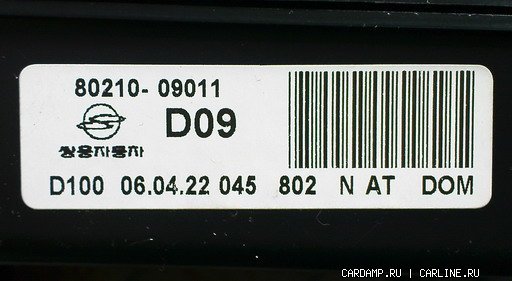 80210- 09011
D09
쌍용자동차
D100 06.04.22 045 802 N AT DOM
CARDAMP.RU | CARLINE.RU